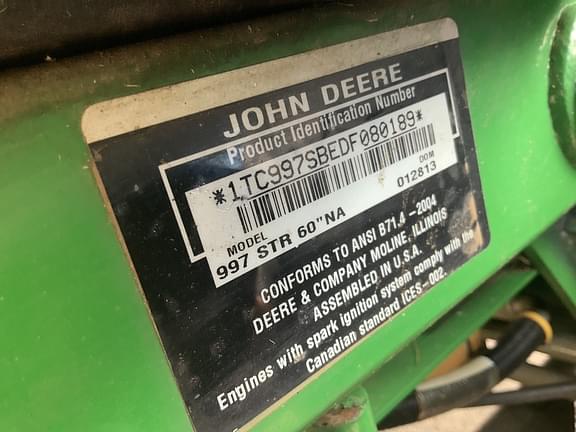 JOHN DEERE
Product Identification Number
*1TC997SBEDF080189*
MODEL
DOM
997 STR 60"NA
012813
CONFORMS TO ANSI B71.4 -2004
DEERE & COMPANY MOLINE, ILLINOIS
ASSEMBLED IN U.S.A.
Engines with spark ignition system comply with the
Canadian standard ICES-002.